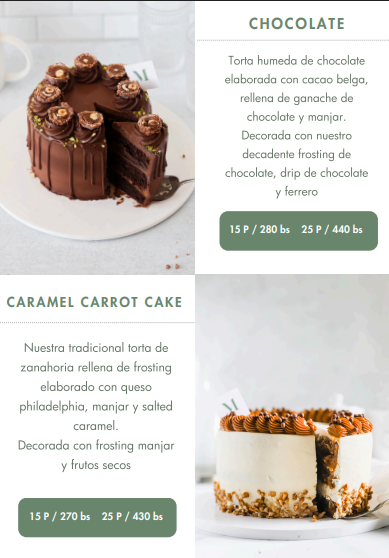 M
CHOCOLATE
Torta humeda de chocolate
elaborada con cacao belga,
rellena de ganache de
chocolate y manjar.
Decorada con nuestro
decadente frosting de
chocolate, drip de chocolate
y ferrero
15 P / 280 bs 25 P / 440 bs
CARAMEL CARROT CAKE
Nuestra tradicional torta de
zanahoria rellena de frosting
elaborado con queso
philadelphia, manjar y salted
caramel.
Decorada con frosting manjar
y frutos secos
15 P / 270 bs 25 P / 430 bs
M